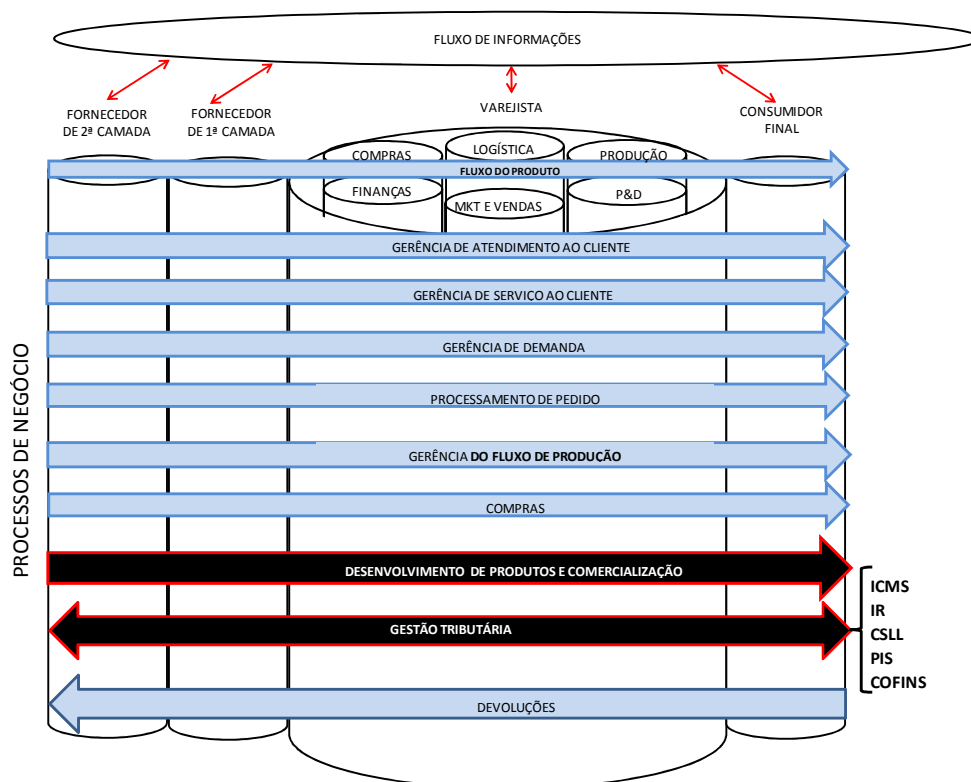 FLUXO DE INFORMAÇÕES
FORNECEDOR
DE 2ª CAMADA
FORNECEDOR
DE 1ª CAMADA
VAREJISTA
CONSUMIDOR
FINAL
COMPRAS
LOGÍSTICA
PRODUÇÃO
FLUXO DO PRODUTO
FINANÇAS
MKT E VENDAS
P&D
GERÊNCIA DE ATENDIMENTO AO CLIENTE
GERÊNCIA DE SERVIÇO AO CLIENTE
GERÊNCIA DE DEMANDA
PROCESSAMENTO DE PEDIDO
GERÊNCIA DO FLUXO DE PRODUÇÃO
COMPRAS
DESENVOLVIMENTO DE PRODUTOS E COMERCIALIZAÇÃO
GESTÃO TRIBUTÁRIA
DEVOLUÇÕES
PROCESSOS DE NEGÓCIO
ICMS
IR
CSLL
PIS
COFINS